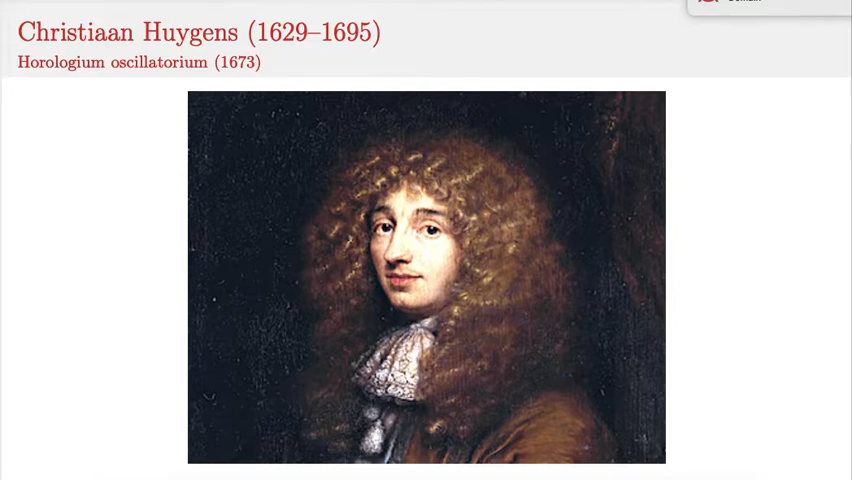 Christiaan Huygens (1629–1695)
Horologium oscillatorium (1673)